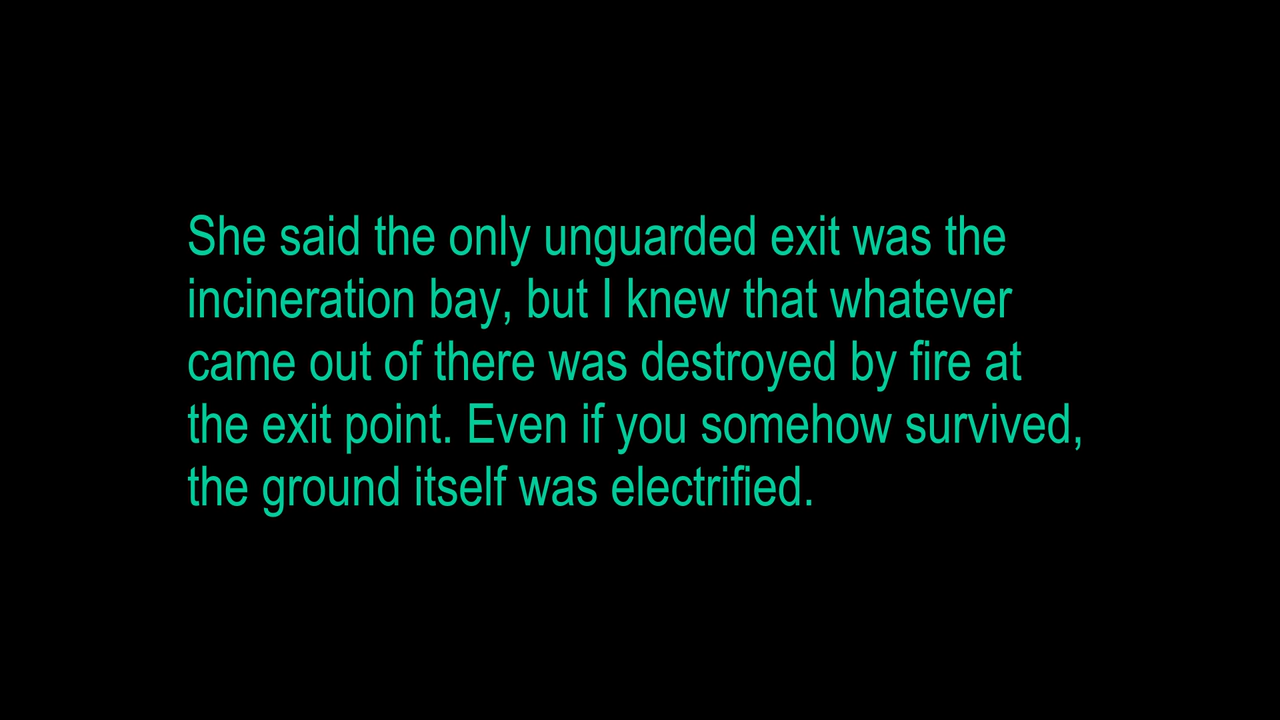 She said the only unguarded exit was the
incineration bay, but I knew that whatever
came out of there was destroyed by fire at
the exit point. Even if you somehow survived,
the ground itself was electrified.